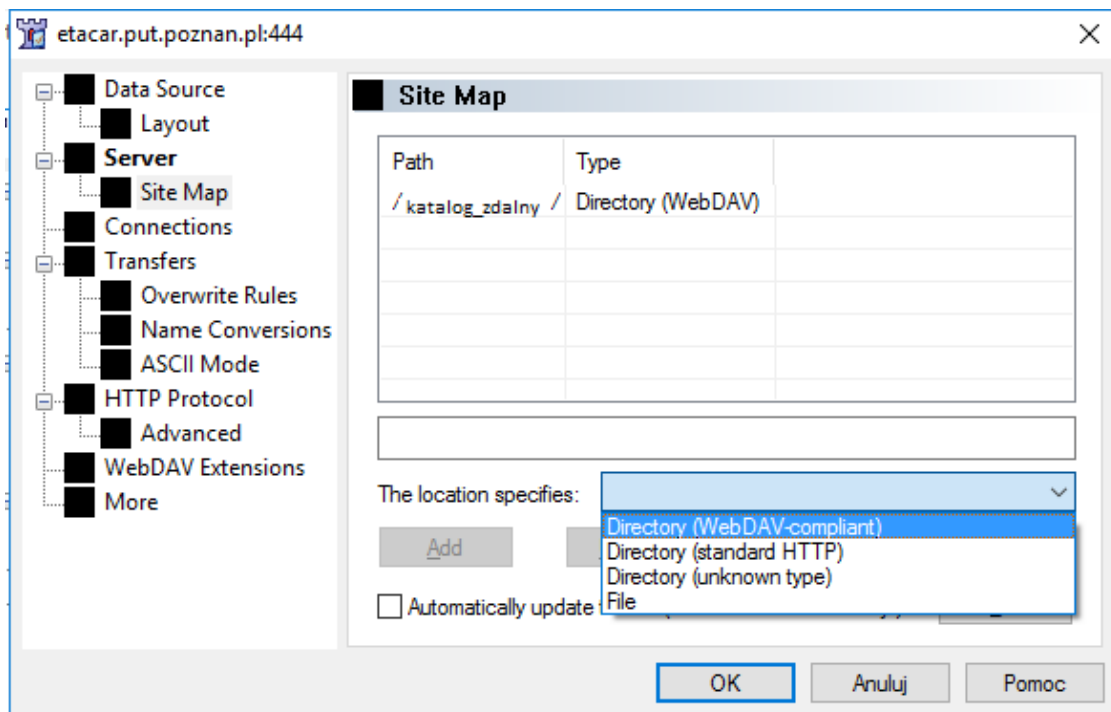 etacar.put.poznan.pl:444
Data Source
Layout
Server
Site Map
Connections
Transfers
Overwrite Rules
Name Conversions
ASCII Mode
HTTP Protocol
Advanced
WebDAV Extensions
More
Site Map
Path Type
/ katalog_zdalny / Directory (WebDAV)
The location specifies:
Directory (WebDAV-compliant)
Directory (standard HTTP)
Directory (unknown type)
File
Add
Automatically update
OK Anuluj Pomoc